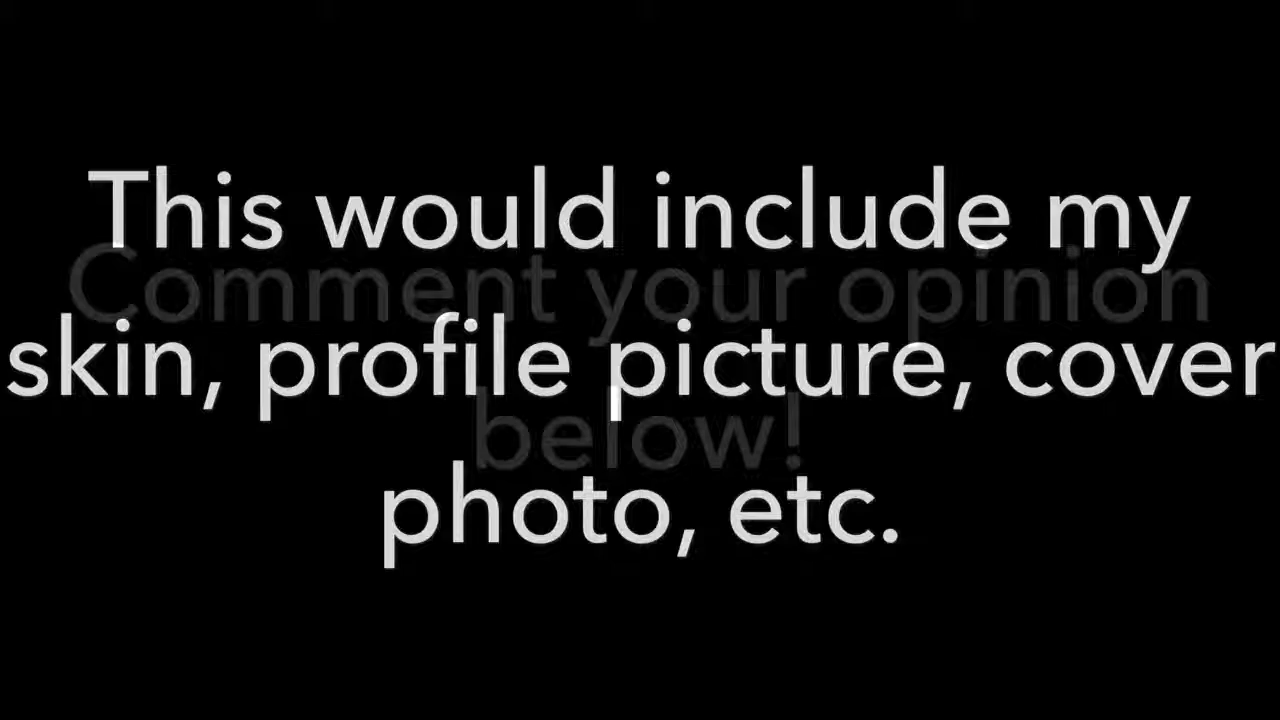 This would include my
skin, profile picture, cover
photo, etc.
Comment your opinion
below!